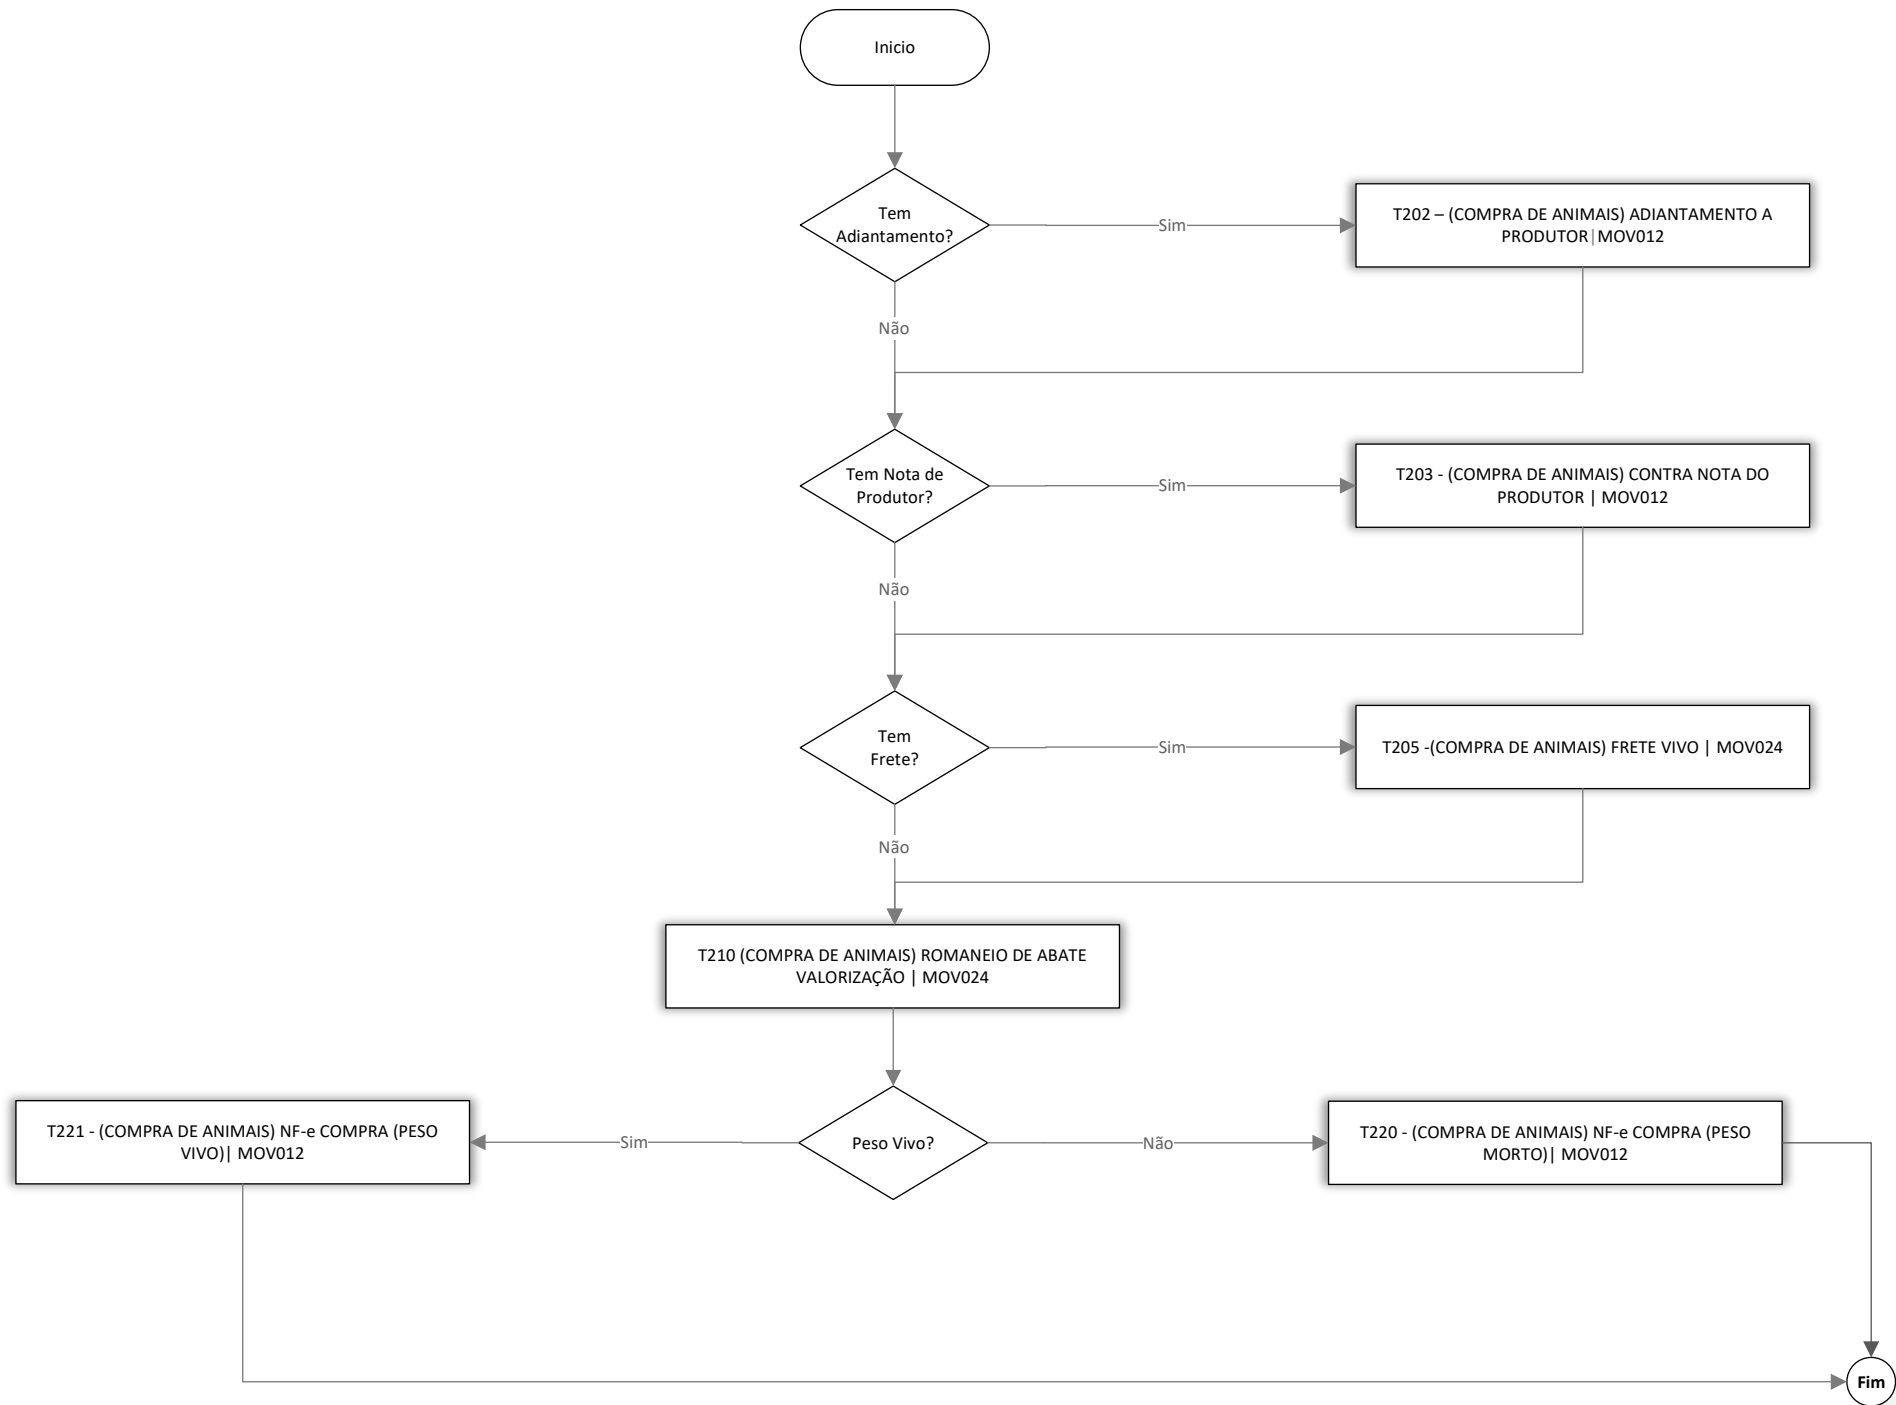 Inicio
Tem
Adiantamento?
Sim
T202 – (COMPRA DE ANIMAIS) ADIANTAMENTO A
PRODUTOR|MOV012
Não
Tem Nota de
Produtor?
Sim
T203 - (COMPRA DE ANIMAIS) CONTRA NOTA DO
PRODUTOR | MOV012
Não
Tem
Frete?
Sim
T205 -(COMPRA DE ANIMAIS) FRETE VIVO | MOV024
Não
T210 (COMPRA DE ANIMAIS) ROMANEIO DE ABATE
VALORIZAÇÃO | MOV024
T221 - (COMPRA DE ANIMAIS) NF-e COMPRA (PESO
VIVO)| MOV012
Sim
Peso Vivo?
Não
T220 - (COMPRA DE ANIMAIS) NF-e COMPRA (PESO
MORTO)| MOV012
Fim